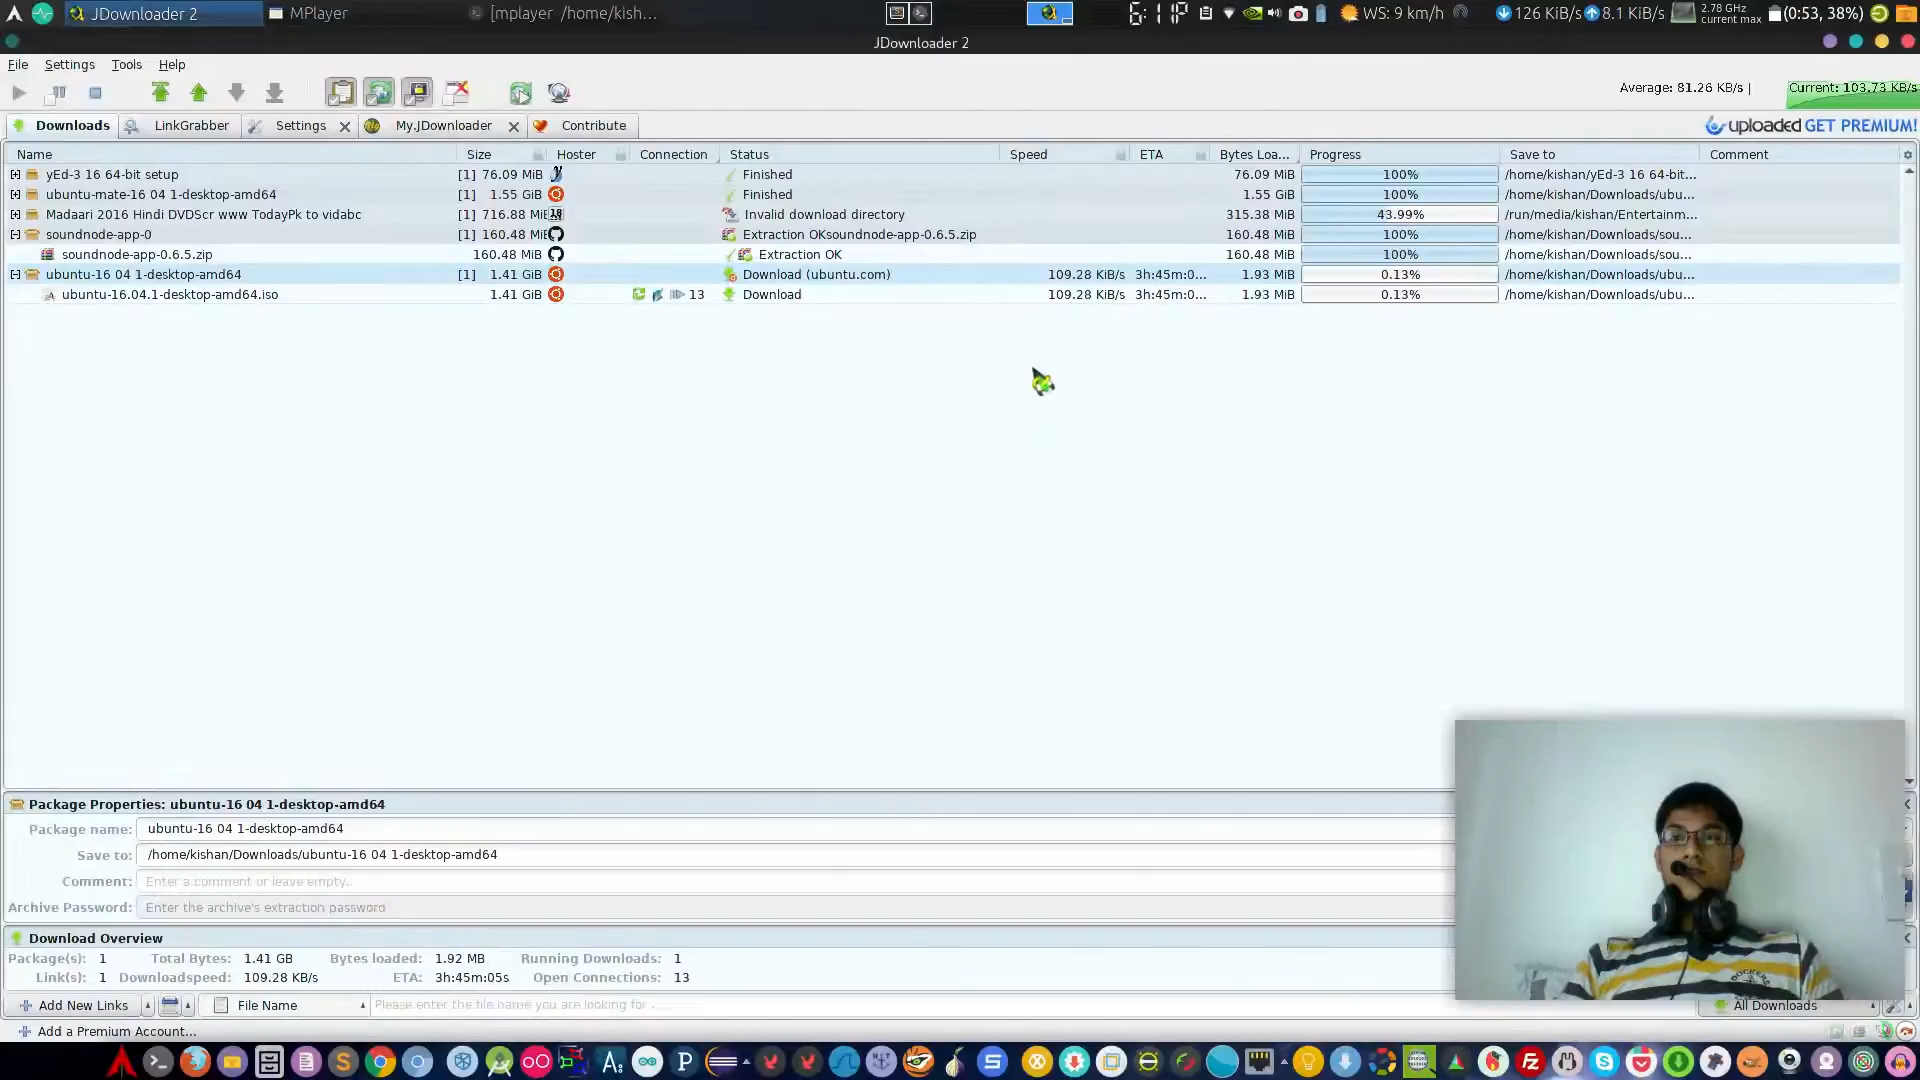 JDownloader 2 MPlayer [mplayer /home/kish... 6:11P WS: 9 km/h 126 KiB/s 8.1 KiB/s 2.78 GHz current max (0:53, 38%)
JDownloader 2
File Settings Tools Help
Average: 81.26 KB/s | Current: 103.73 KB/s
Downloads LinkGrabber Settings My.JDownloader Contribute uploaded GET PREMIUM!
Name Size Hoster Connection Status Speed ETA Bytes Loa... Progress Save to Comment
yEd-3 16 64-bit setup [1] 76.09 MiB Finished 76.09 MiB 100% /home/kishan/yEd-3 16 64-bit...
ubuntu-mate-16 04 1-desktop-amd64 [1] 1.55 GiB Finished 1.55 GiB 100% /home/kishan/Downloads/ubu...
Madaari 2016 Hindi DVDScr www TodayPk to vidabc [1] 716.88 MiB Invalid download directory 315.38 MiB 43.99% /run/media/kishan/Entertainm...
soundnode-app-0 [1] 160.48 MiB Extraction OKsoundnode-app-0.6.5.zip 160.48 MiB 100% /home/kishan/Downloads/sou...
soundnode-app-0.6.5.zip 160.48 MiB Extraction OK 160.48 MiB 100% /home/kishan/Downloads/sou...
ubuntu-16 04 1-desktop-amd64 [1] 1.41 GiB Download (ubuntu.com) 109.28 KiB/s 3h:45m:0... 1.93 MiB 0.13% /home/kishan/Downloads/ubu...
ubuntu-16.04.1-desktop-amd64.iso 1.41 GiB 13 Download 109.28 KiB/s 3h:45m:0... 1.93 MiB 0.13% /home/kishan/Downloads/ubu...
Package Properties: ubuntu-16 04 1-desktop-amd64
Package name: ubuntu-16 04 1-desktop-amd64
Save to: /home/kishan/Downloads/ubuntu-16 04 1-desktop-amd64
Comment: Enter a comment or leave empty..
Archive Password: Enter the archive's extraction password
Download Overview
Package(s): 1 Total Bytes: 1.41 GB Bytes loaded: 1.92 MB Running Downloads: 1
Link(s): 1 Downloadspeed: 109.28 KB/s ETA: 3h:45m:05s Open Connections: 13
Add New Links File Name Please enter the file name you are looking for ..... All Downloads
Add a Premium Account...
DOCKERS